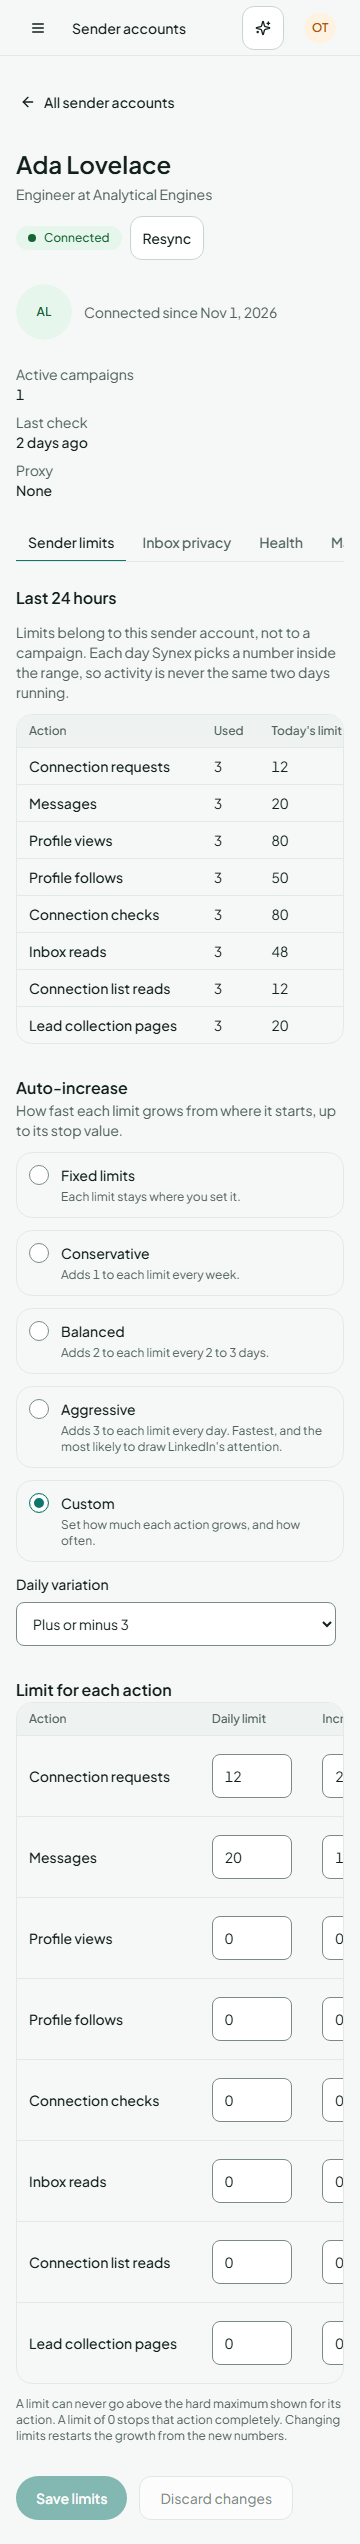 Sender accounts
OT
All sender accounts
Ada Lovelace
Engineer at Analytical Engines
Connected
Resync
AL
Connected since Nov 1, 2026
Active campaigns
1
Last check
2 days ago
Proxy
None
Sender limits Inbox privacy Health
Last 24 hours
Limits belong to this sender account, not to a
campaign. Each day Synex picks a number inside
the range, so activity is never the same two days
running.
Action Used Today's limit
Connection requests 3 12
Messages 3 20
Profile views 3 80
Profile follows 3 50
Connection checks 3 80
Inbox reads 3 48
Connection list reads 3 12
Lead collection pages 3 20
Auto-increase
How fast each limit grows from where it starts, up
to its stop value.
Fixed limits
Each limit stays where you set it.
Conservative
Adds 1 to each limit every week.
Balanced
Adds 2 to each limit every 2 to 3 days.
Aggressive
Adds 3 to each limit every day. Fastest, and the
most likely to draw LinkedIn's attention.
Custom
Set how much each action grows, and how
often.
Daily variation
Plus or minus 3
Limit for each action
Action Daily limit
Connection requests 12 2
Messages 20 1
Profile views 0 0
Profile follows 0 0
Connection checks 0 0
Inbox reads 0 0
Connection list reads 0 0
Lead collection pages 0 0
A limit can never go above the hard maximum shown for its
action. A limit of 0 stops that action completely. Changing
limits restarts the growth from the new numbers.
Save limits Discard changes